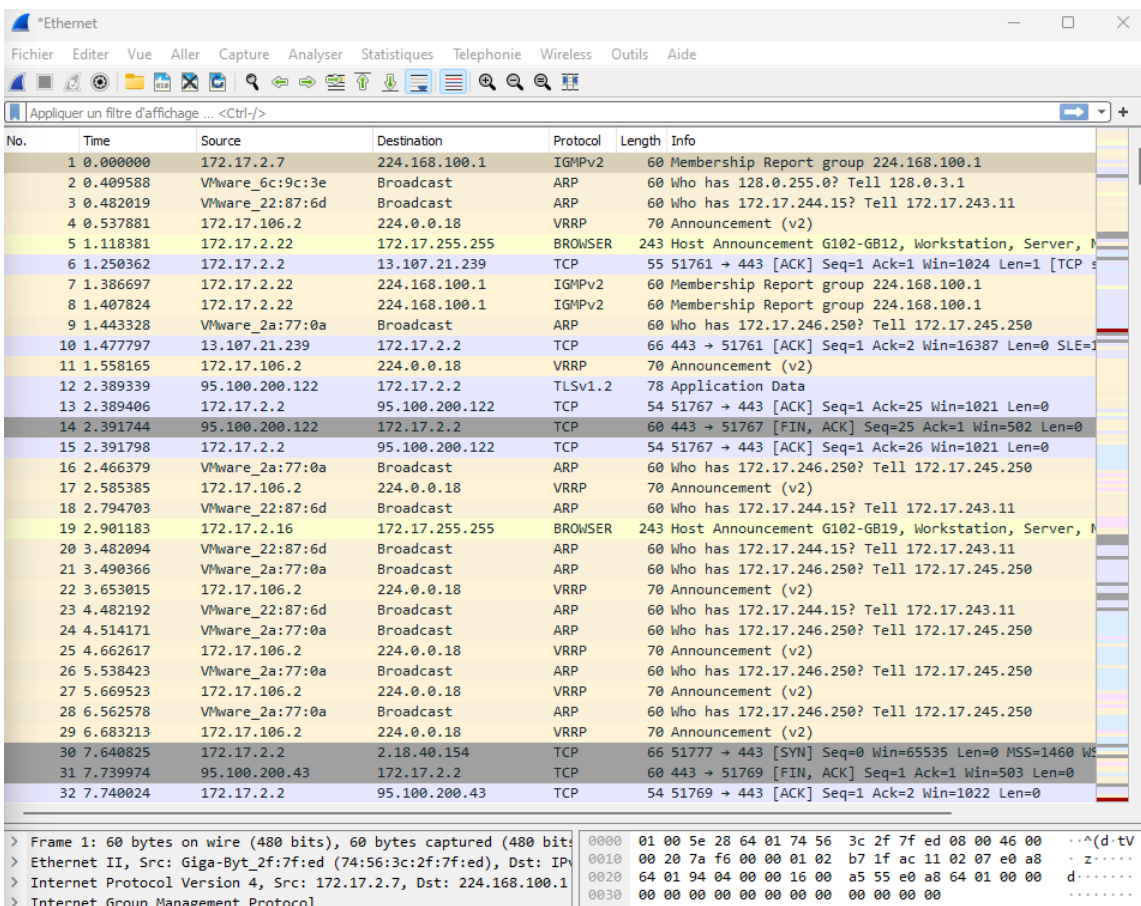 *Ethernet
Fichier Editer Vue Aller Capture Analyser Statistiques Telephonie Wireless Outils Aide
Appliquer un filtre d'affichage ... <Ctrl-/>
No. Time Source Destination Protocol Length Info
1 0.000000 172.17.2.7 224.168.100.1 IGMPv2 60 Membership Report group 224.168.100.1
2 0.409588 VMware_6c:9c:3e Broadcast ARP 60 Who has 128.0.255.0? Tell 128.0.3.1
3 0.482019 VMware_22:87:6d Broadcast ARP 60 Who has 172.17.244.15? Tell 172.17.243.11
4 0.537881 172.17.106.2 224.0.0.18 VRRP 70 Announcement (v2)
5 1.118381 172.17.2.22 172.17.255.255 BROWSER 243 Host Announcement G102-GB12, Workstation, Server,
6 1.250362 172.17.2.2 13.107.21.239 TCP 55 51761 → 443 [ACK] Seq=1 Ack=1 Win=1024 Len=1 [TCP
7 1.386697 172.17.2.22 224.168.100.1 IGMPv2 60 Membership Report group 224.168.100.1
8 1.407824 172.17.2.22 224.168.100.1 IGMPv2 60 Membership Report group 224.168.100.1
9 1.443328 VMware_2a:77:0a Broadcast ARP 60 Who has 172.17.246.250? Tell 172.17.245.250
10 1.477797 13.107.21.239 172.17.2.2 TCP 66 443 → 51761 [ACK] Seq=1 Ack=2 Win=16387 Len=0 SLE=1
11 1.558165 172.17.106.2 224.0.0.18 VRRP 70 Announcement (v2)
12 2.389339 95.100.200.122 172.17.2.2 TLSv1.2 78 Application Data
13 2.389406 172.17.2.2 95.100.200.122 TCP 54 51767 → 443 [ACK] Seq=1 Ack=25 Win=1021 Len=0
14 2.391744 95.100.200.122 172.17.2.2 TCP 60 443 → 51767 [FIN, ACK] Seq=25 Ack=1 Win=502 Len=0
15 2.391798 172.17.2.2 95.100.200.122 TCP 54 51767 → 443 [ACK] Seq=1 Ack=26 Win=1021 Len=0
16 2.466379 VMware_2a:77:0a Broadcast ARP 60 Who has 172.17.246.250? Tell 172.17.245.250
17 2.585385 172.17.106.2 224.0.0.18 VRRP 70 Announcement (v2)
18 2.794703 VMware_22:87:6d Broadcast ARP 60 Who has 172.17.244.15? Tell 172.17.243.11
19 2.901183 172.17.2.16 172.17.255.255 BROWSER 243 Host Announcement G102-GB19, Workstation, Server,
20 3.482094 VMware_22:87:6d Broadcast ARP 60 Who has 172.17.244.15? Tell 172.17.243.11
21 3.490366 VMware_2a:77:0a Broadcast ARP 60 Who has 172.17.246.250? Tell 172.17.245.250
22 3.653015 172.17.106.2 224.0.0.18 VRRP 70 Announcement (v2)
23 4.482192 VMware_22:87:6d Broadcast ARP 60 Who has 172.17.244.15? Tell 172.17.243.11
24 4.514171 VMware_2a:77:0a Broadcast ARP 60 Who has 172.17.246.250? Tell 172.17.245.250
25 4.662617 172.17.106.2 224.0.0.18 VRRP 70 Announcement (v2)
26 5.538423 VMware_2a:77:0a Broadcast ARP 60 Who has 172.17.246.250? Tell 172.17.245.250
27 5.669523 172.17.106.2 224.0.0.18 VRRP 70 Announcement (v2)
28 6.562578 VMware_2a:77:0a Broadcast ARP 60 Who has 172.17.246.250? Tell 172.17.245.250
29 6.683213 172.17.106.2 224.0.0.18 VRRP 70 Announcement (v2)
30 7.640825 172.17.2.2 2.18.40.154 TCP 66 51777 → 443 [SYN] Seq=0 Win=65535 Len=0 MSS=1460 WS
31 7.739974 95.100.200.43 172.17.2.2 TCP 60 443 → 51769 [FIN, ACK] Seq=1 Ack=1 Win=503 Len=0
32 7.740024 172.17.2.2 95.100.200.43 TCP 54 51769 → 443 [ACK] Seq=1 Ack=2 Win=1022 Len=0
> Frame 1: 60 bytes on wire (480 bits), 60 bytes captured (480 bits
> Ethernet II, Src: Giga-Byt_2f:7f:ed (74:56:3c:2f:7f:ed), Dst: IPv
> Internet Protocol Version 4, Src: 172.17.2.7, Dst: 224.168.100.1
> Internet Group Management Protocol
0000 01 00 5e 28 64 01 74 56 3c 2f 7f ed 08 00 46 00 ··^(d·tV
0010 00 20 7a f6 00 00 01 02 b7 1f ac 11 02 07 e0 a8 · z·····
0020 64 01 94 04 00 00 16 00 a5 55 e0 a8 64 01 00 00 d·······
0030 00 00 00 00 00 00 00 00 00 00 00 00 ········